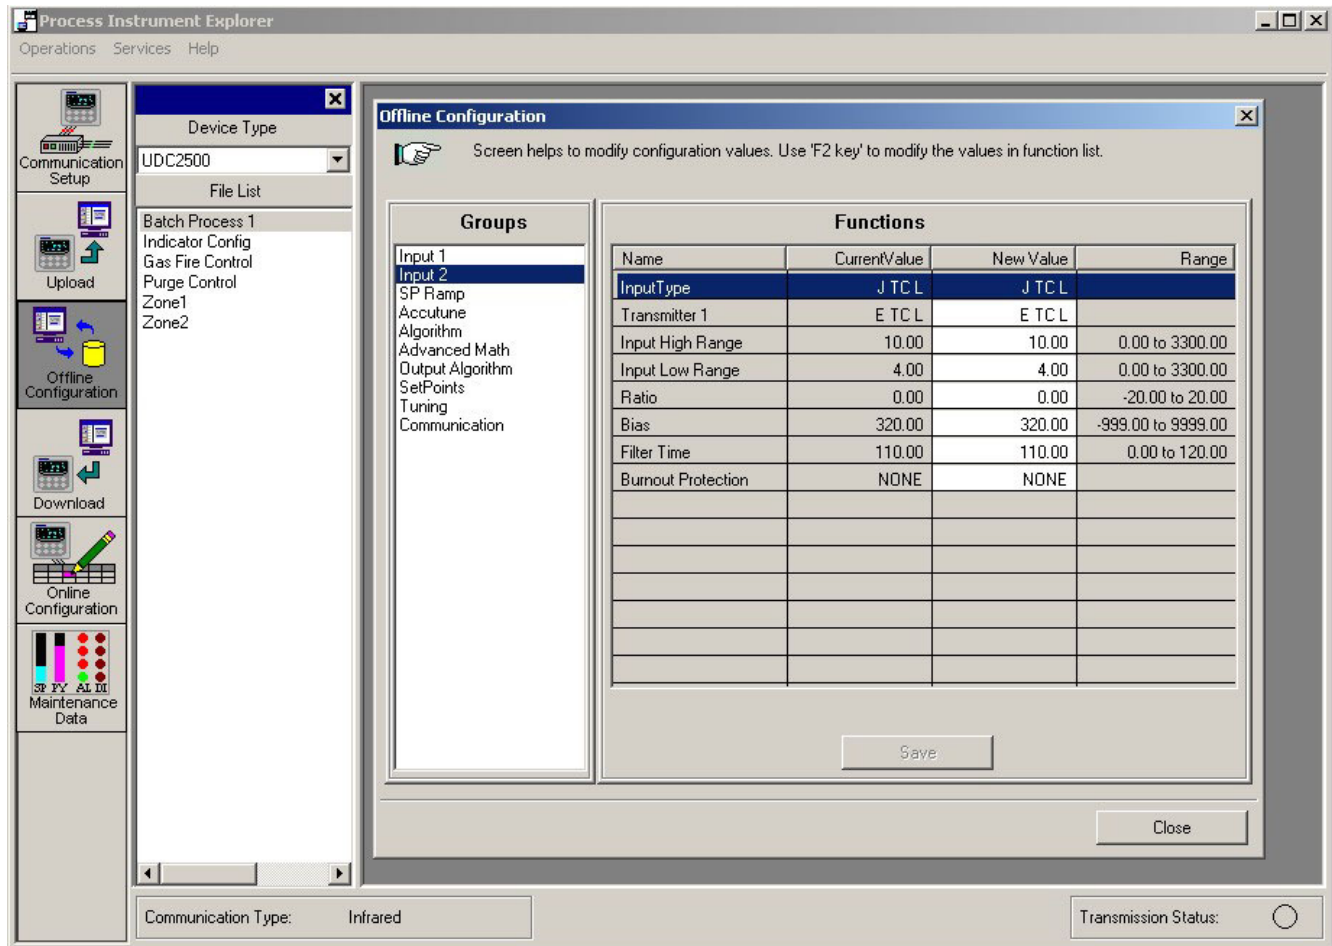 Process Instrument Explorer
Operations Services Help
Communication
Setup
Upload
Offline
Configuration
Download
Online
Configuration
SP PY AL DI
Maintenance
Data
Device Type
UDC2500
File List
Batch Process 1
Indicator Config
Gas Fire Control
Purge Control
Zone1
Zone2
Offline Configuration
Screen helps to modify configuration values. Use 'F2 key' to modify the values in function list.
Groups
Input 1
Input 2
SP Ramp
Accutune
Algorithm
Advanced Math
Output Algorithm
SetPoints
Tuning
Communication
Functions
Name CurrentValue New Value Range
InputType J TC L J TC L
Transmitter 1 E TC L E TC L
Input High Range 10.00 10.00 0.00 to 3300.00
Input Low Range 4.00 4.00 0.00 to 3300.00
Ratio 0.00 0.00 -20.00 to 20.00
Bias 320.00 320.00 -999.00 to 9999.00
Filter Time 110.00 110.00 0.00 to 120.00
Burnout Protection NONE NONE
Save
Close
Communication Type: Infrared
Transmission Status: